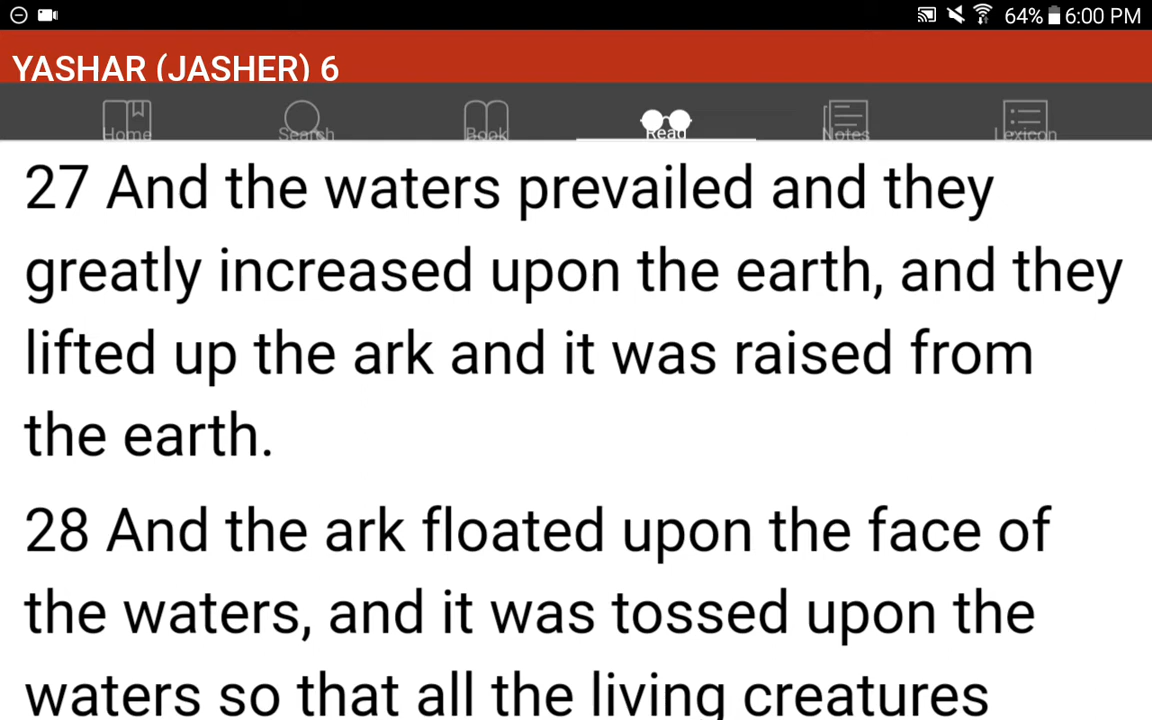 64% 6:00 PM
YASHAR (JASHER) 6
Home Search Book Read Notes Lexicon
27 And the waters prevailed and they
greatly increased upon the earth, and they
lifted up the ark and it was raised from
the earth.
28 And the ark floated upon the face of
the waters, and it was tossed upon the
waters so that all the living creatures